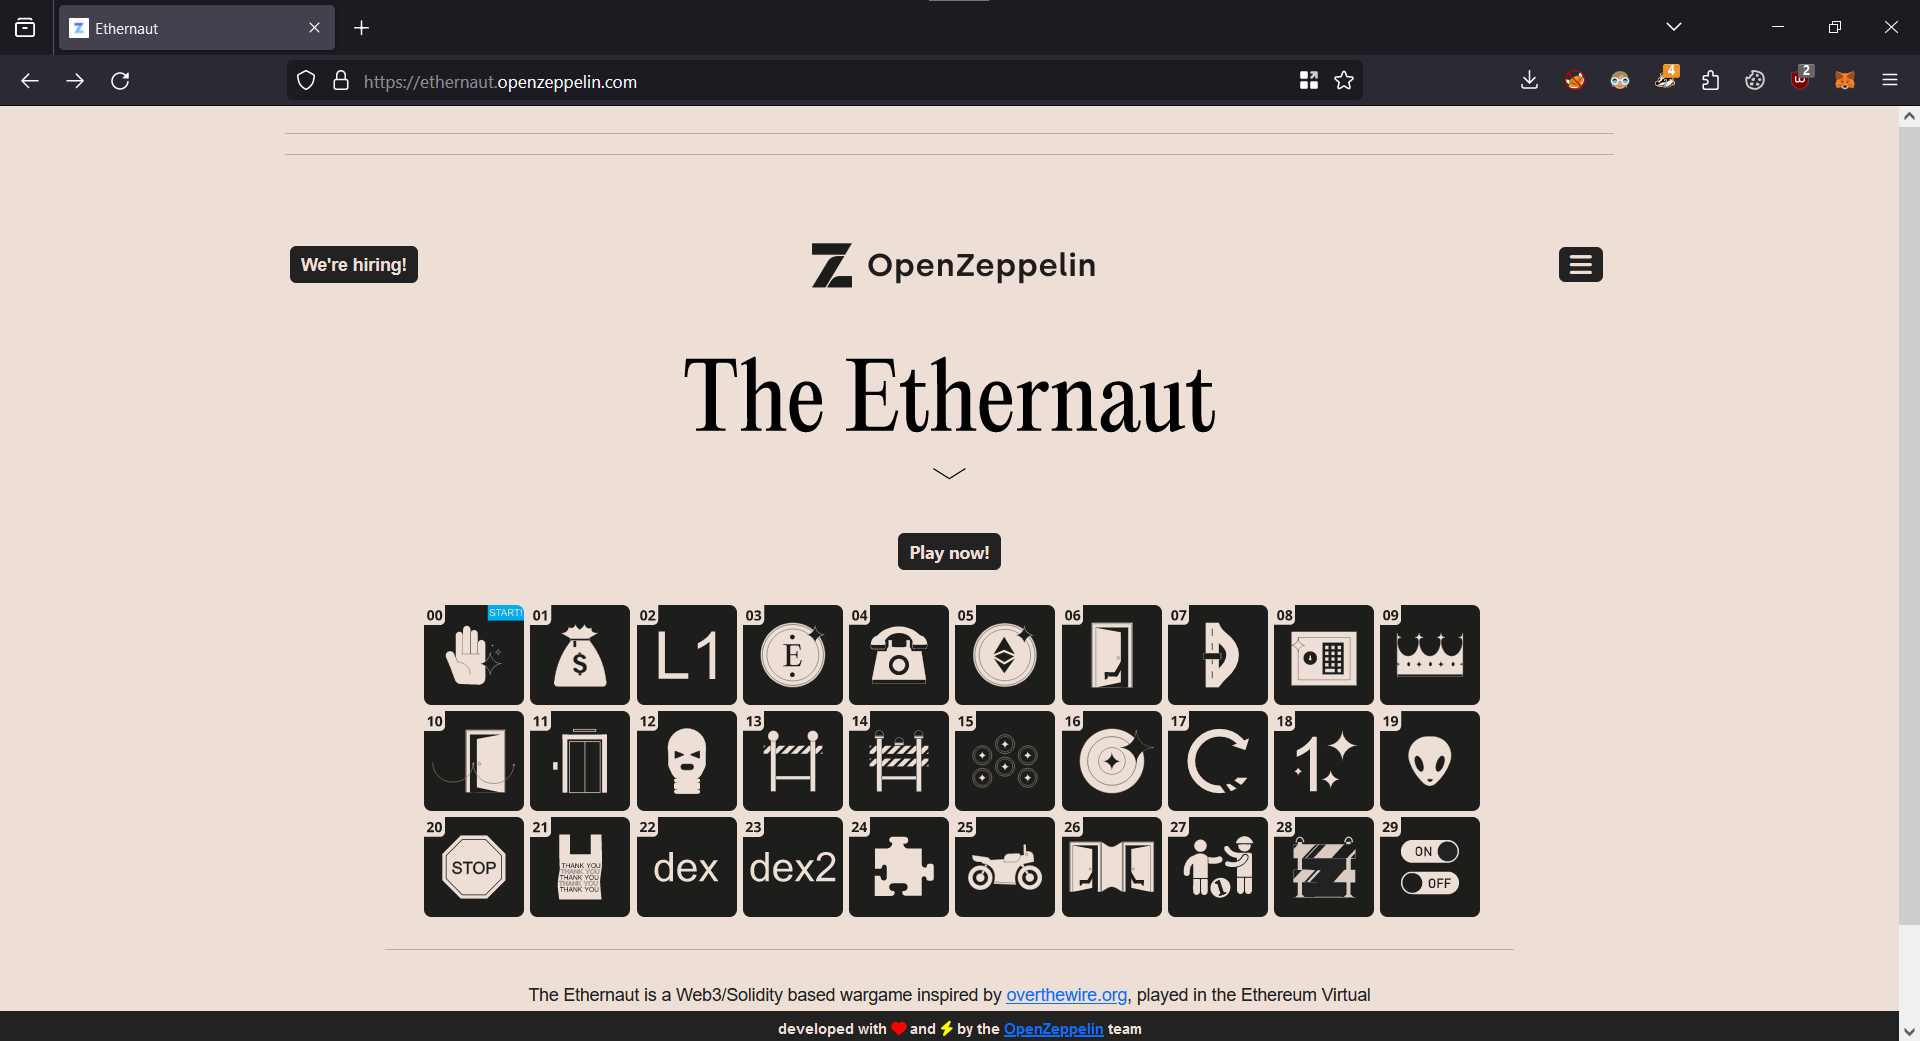 Ethernaut
https://ethernaut.openzeppelin.com
4
2
We're hiring!
OpenZeppelin
The Ethernaut
Play now!
00 START! 01 02 03 04 05 06 07 08 09
$ L1 E
10 11 12 13 14 15 16 17 18 19
1
20 21 22 23 24 25 26 27 28 29
STOP
THANK YOU
THANK YOU
THANK YOU
THANK YOU
THANK YOU
dex dex2
ON
OFF
The Ethernaut is a Web3/Solidity based wargame inspired by overthewire.org, played in the Ethereum Virtual
developed with ❤ and ⚡ by the OpenZeppelin team